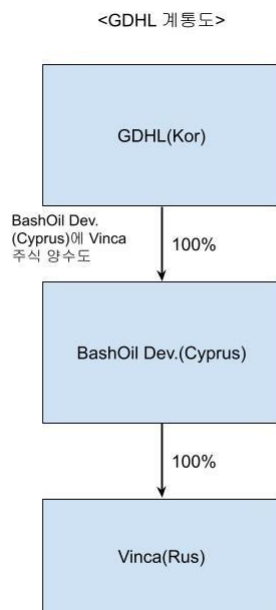 <GDHL 계통도>
GDHL(Kor)
BashOil Dev.
(Cyprus)에 Vinca
주식 양수도
100%
BashOil Dev.(Cyprus)
100%
Vinca(Rus)